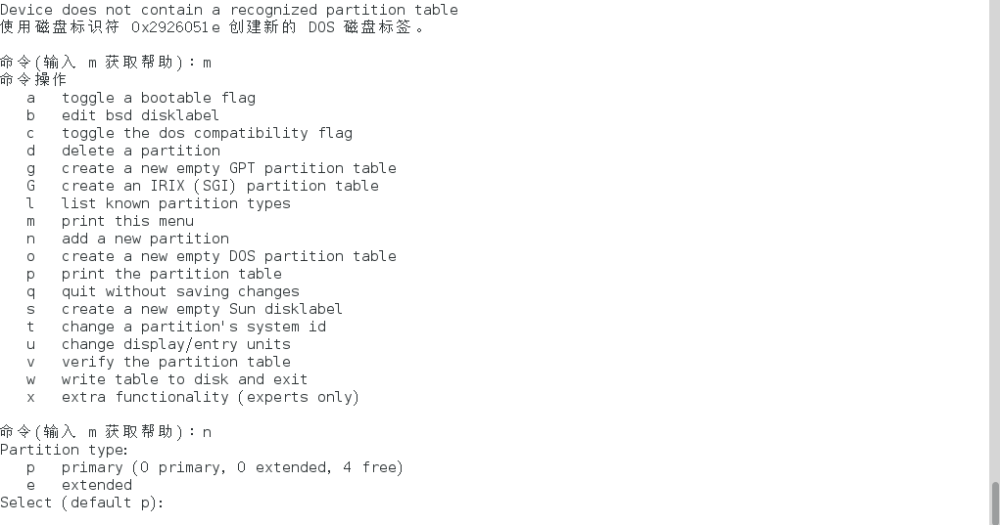 Device does not contain a recognized partition table
使用磁盘标识符 0x2926051e 创建新的 DOS 磁盘标签。
命令(输入 m 获取帮助)：m
命令操作
a   toggle a bootable flag
b   edit bsd disklabel
c   toggle the dos compatibility flag
d   delete a partition
g   create a new empty GPT partition table
G   create an IRIX (SGI) partition table
l   list known partition types
m   print this menu
n   add a new partition
o   create a new empty DOS partition table
p   print the partition table
q   quit without saving changes
s   create a new empty Sun disklabel
t   change a partition's system id
u   change display/entry units
v   verify the partition table
w   write table to disk and exit
x   extra functionality (experts only)
命令(输入 m 获取帮助)：n
Partition type:
p   primary (0 primary, 0 extended, 4 free)
e   extended
Select (default p):